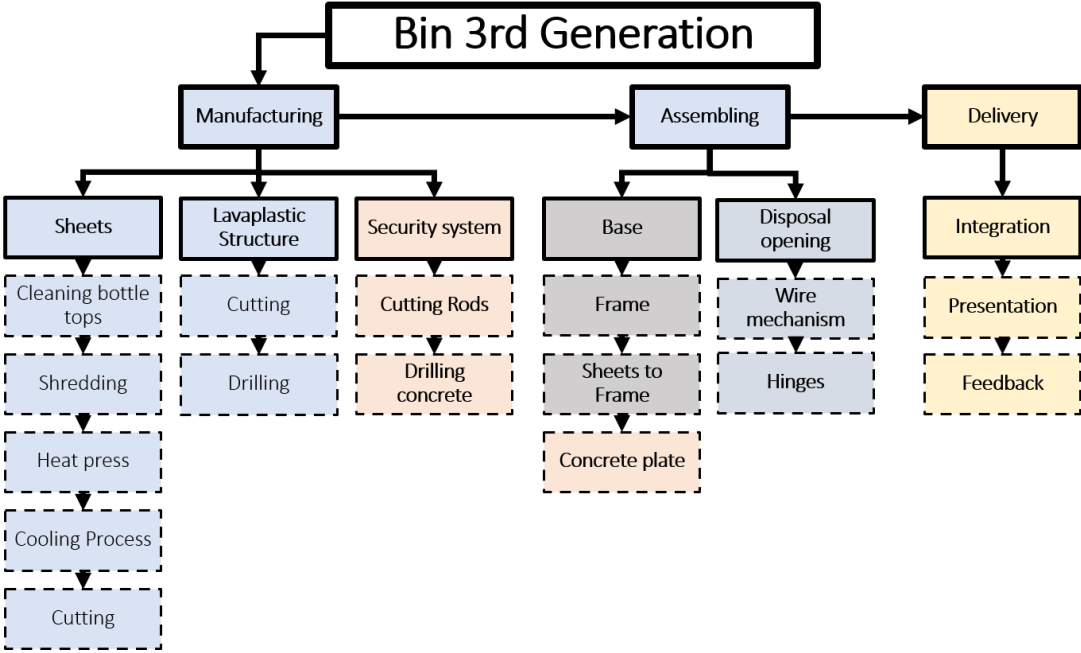 Bin 3rd Generation
Manufacturing
Assembling
Delivery
Sheets
Lavaplastic
Structure
Security system
Base
Disposal
opening
Integration
Cleaning bottle
tops
Cutting
Cutting Rods
Frame
Wire
mechanism
Presentation
Shredding
Drilling
Drilling
concrete
Sheets to
Frame
Hinges
Feedback
Heat press
Concrete plate
Cooling Process
Cutting